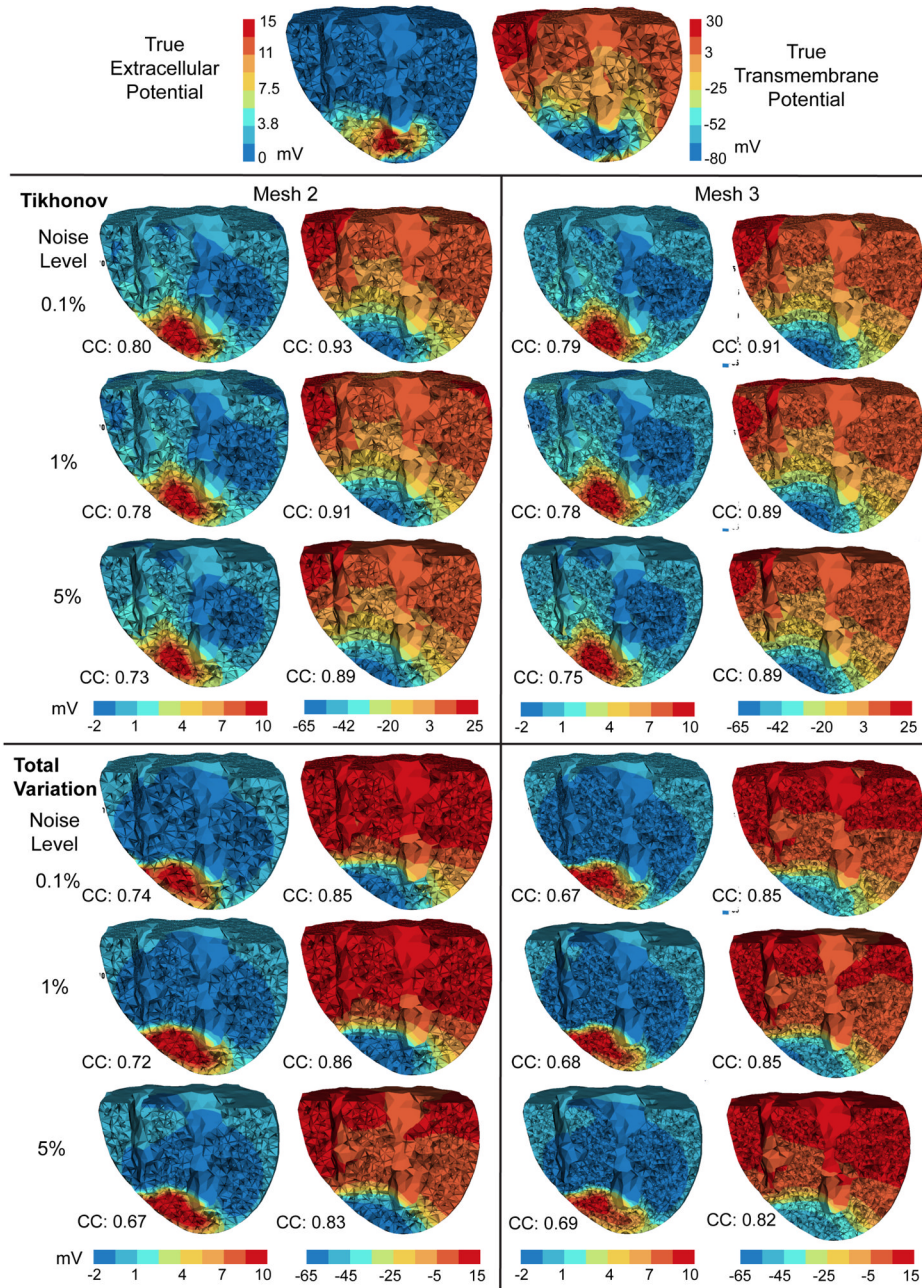 True
Extracellular
Potential
15
11
7.5
3.8
0 mV
30
3
-25
-52
-80
mV
True
Transmembrane
Potential
Tikhonov
Mesh 2
Mesh 3
Noise
Level
0.1%
CC: 0.80
CC: 0.93
CC: 0.79
CC: 0.91
1%
CC: 0.78
CC: 0.91
CC: 0.78
CC: 0.89
5%
CC: 0.73
CC: 0.89
CC: 0.75
CC: 0.89
mV
-2 1 4 7 10
-65 -42 -20 3 25
-2 1 4 7 10
-65 -42 -20 3 25
Total
Variation
Noise
Level
0.1%
CC: 0.74
CC: 0.85
CC: 0.67
CC: 0.85
1%
CC: 0.72
CC: 0.86
CC: 0.68
CC: 0.85
5%
CC: 0.67
CC: 0.83
CC: 0.69
CC: 0.82
mV
-2 1 4 7 10
-65 -45 -25 -5 15
-2 1 4 7 10
-65 -45 -25 -5 15